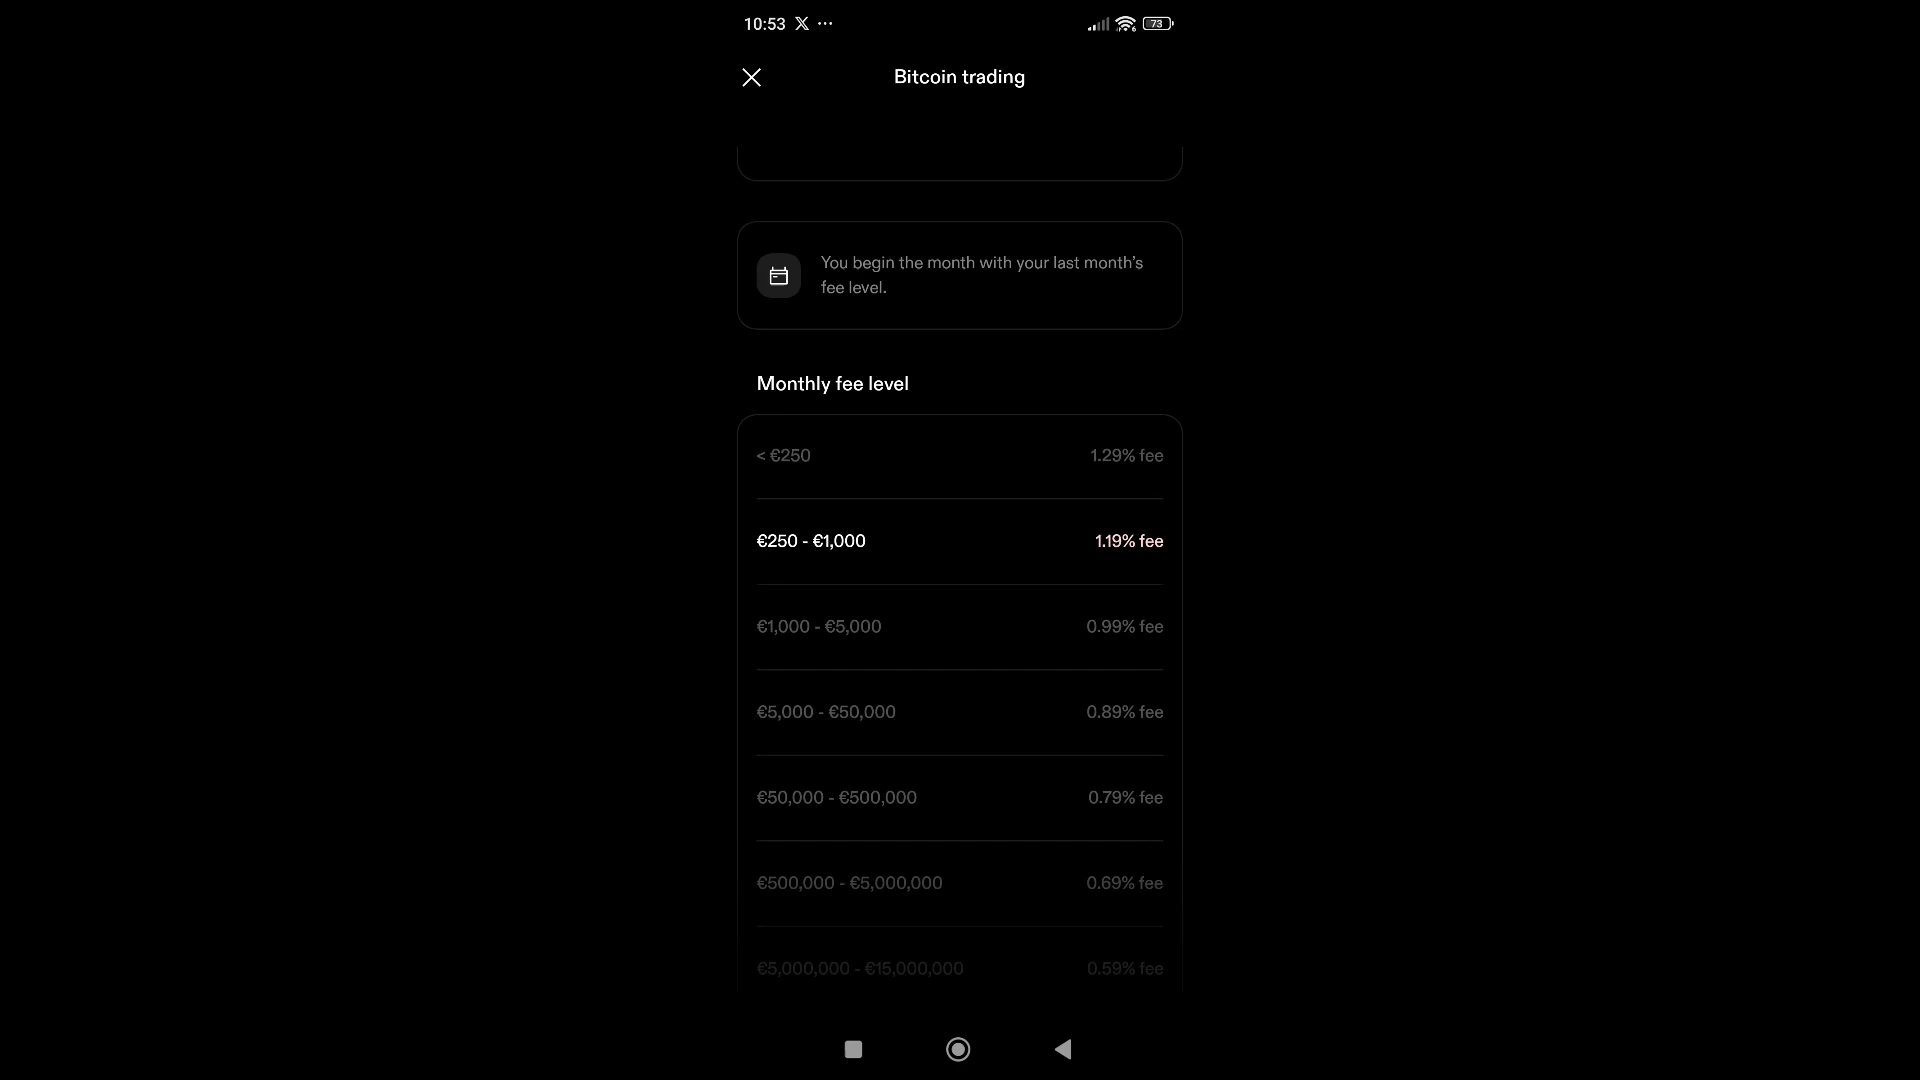 10:53 X ...
73
Bitcoin trading
You begin the month with your last month's
fee level.
Monthly fee level
< €250 1.29% fee
€250 - €1,000 1.19% fee
€1,000 - €5,000 0.99% fee
€5,000 - €50,000 0.89% fee
€50,000 - €500,000 0.79% fee
€500,000 - €5,000,000 0.69% fee
€5,000,000 - €15,000,000 0.59% fee